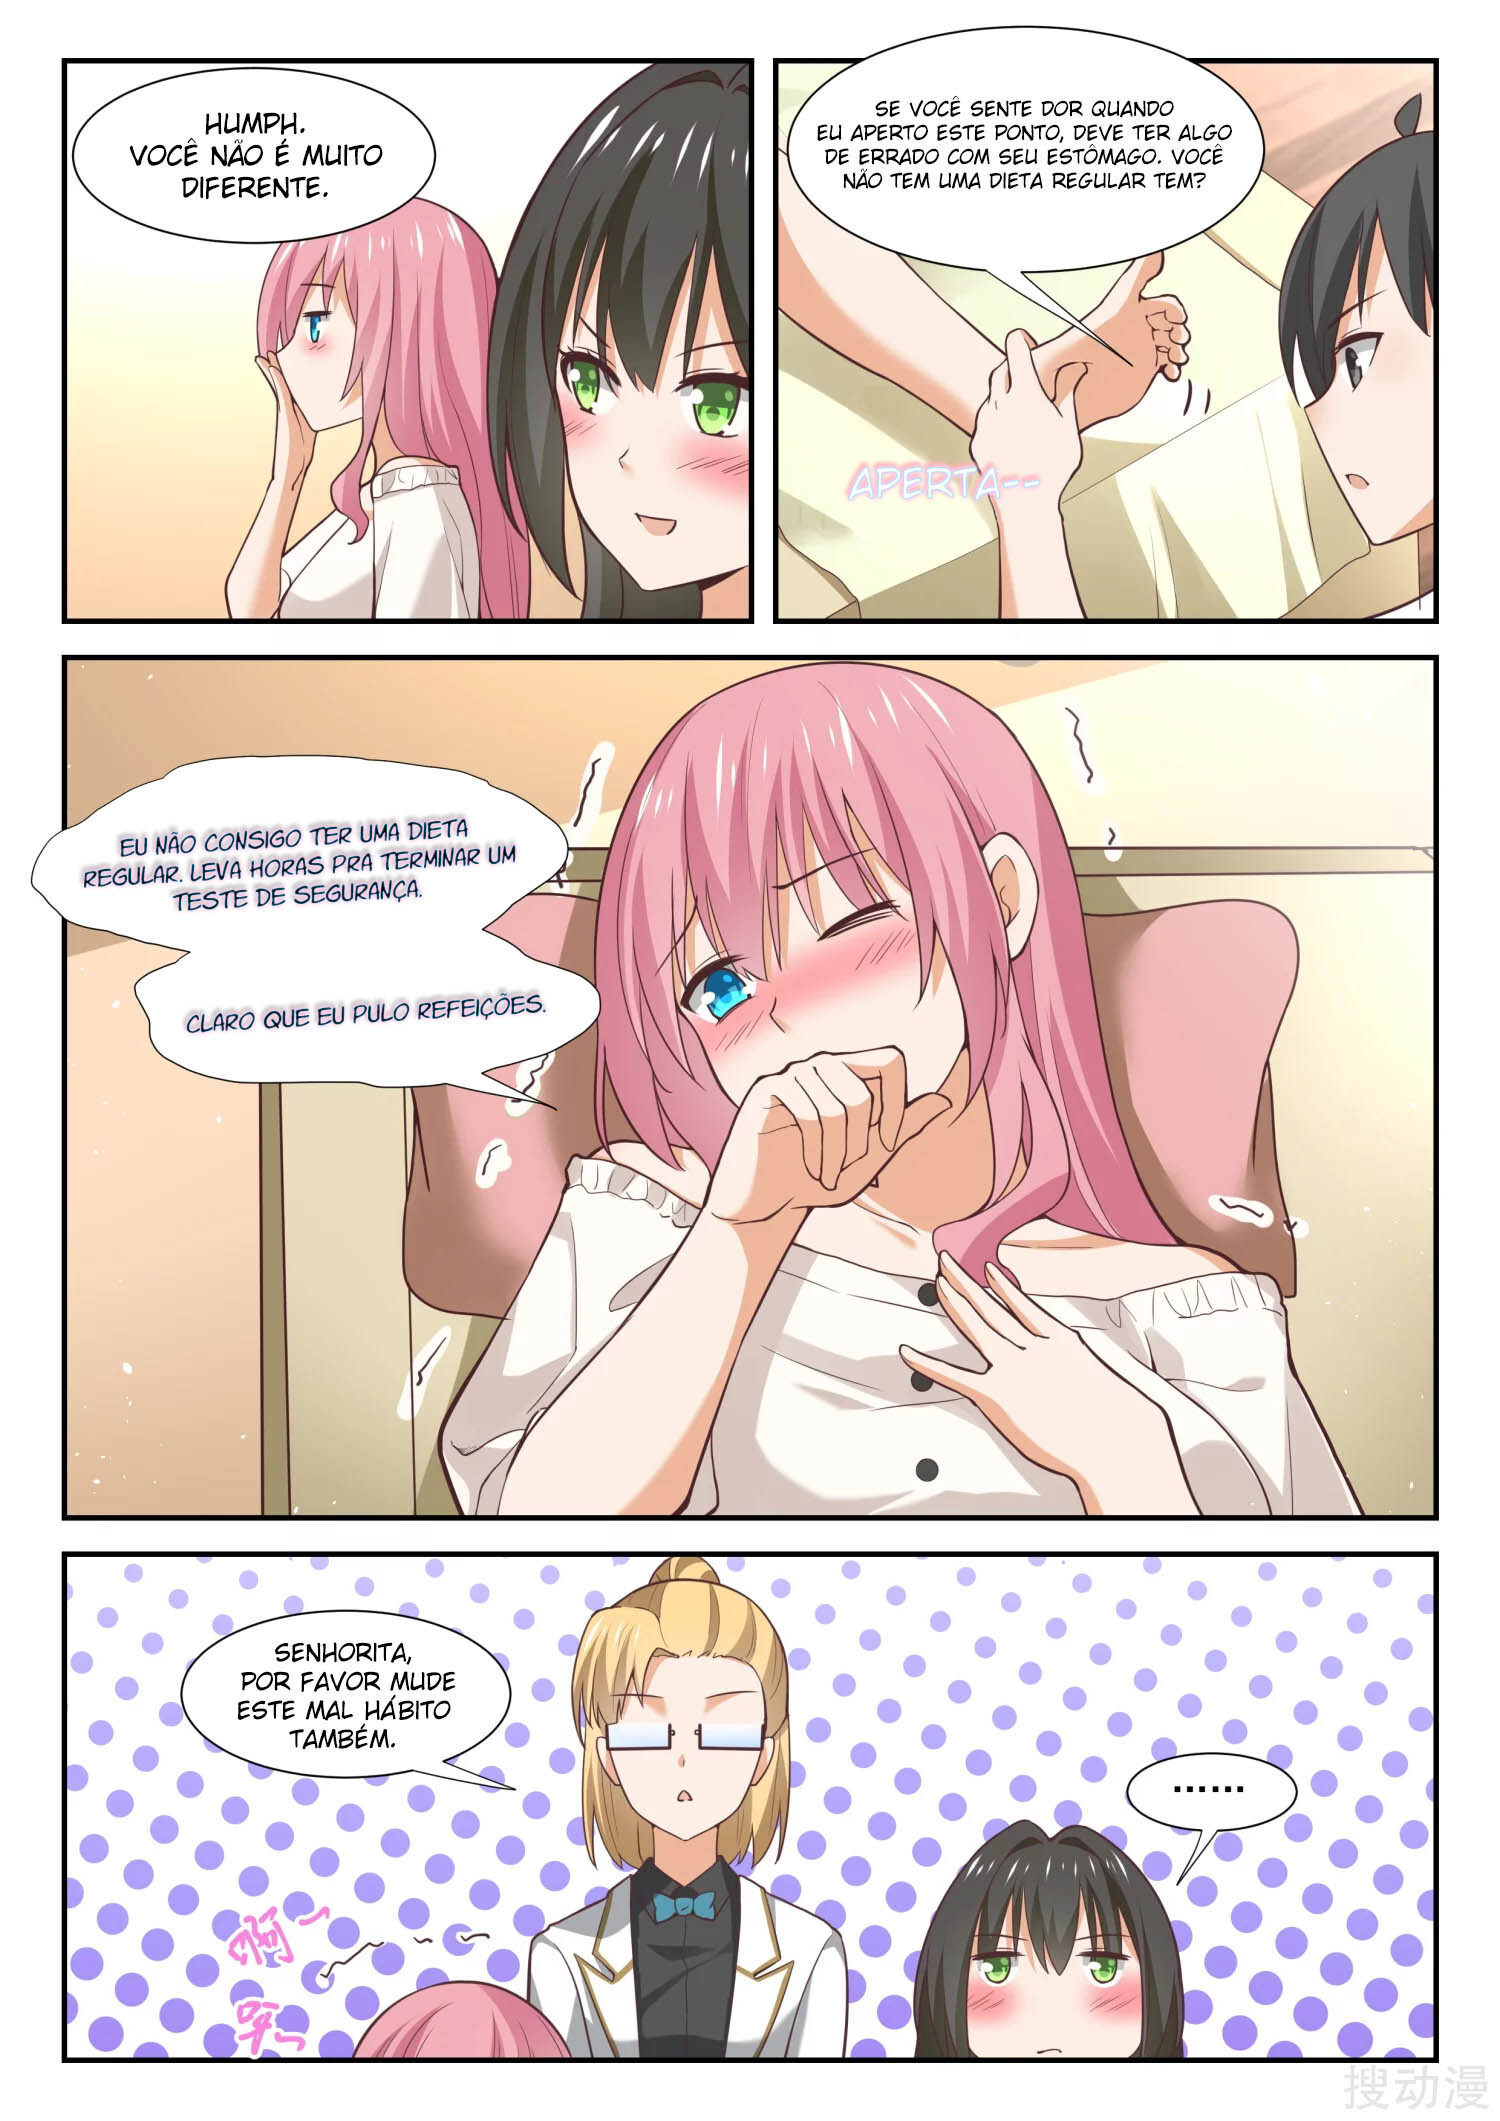 HUMPH.
VOCÊ NÃO É MUITO
DIFERENTE.
SE VOCÊ SENTE DOR QUANDO
EU APERTO ESTE PONTO, DEVE TER ALGO
DE ERRADO COM SEU ESTÔMAGO. VOCÊ
NÃO TEM UMA DIETA REGULAR TEM?
APERTA--
EU NÃO CONSIGO TER UMA DIETA
REGULAR. LEVA HORAS PRA TERMINAR UM
TESTE DE SEGURANÇA.
CLARO QUE EU PULO REFEIÇÕES.
SENHORITA,
POR FAVOR MUDE
ESTE MAL HÁBITO
TAMBÉM.
......
啊~
搜动漫